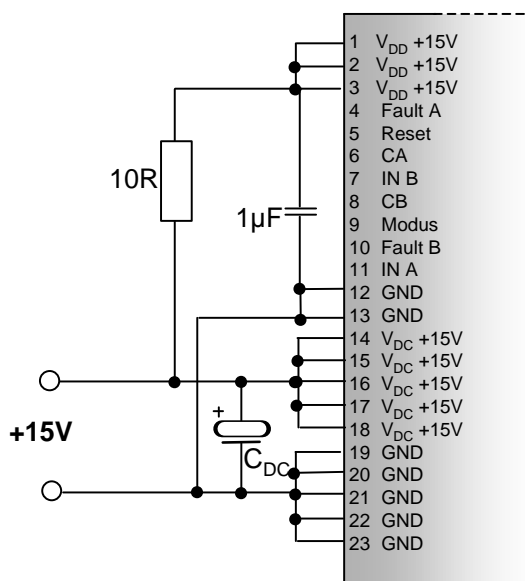 1 VDD +15V
2 VDD +15V
3 VDD +15V
4 Fault A
5 Reset
6 CA
7 IN B
8 CB
9 Modus
10 Fault B
11 IN A
12 GND
13 GND
14 VDC +15V
15 VDC +15V
16 VDC +15V
17 VDC +15V
18 VDC +15V
19 GND
20 GND
21 GND
22 GND
23 GND
10R
1µF
+15V
+
CDC